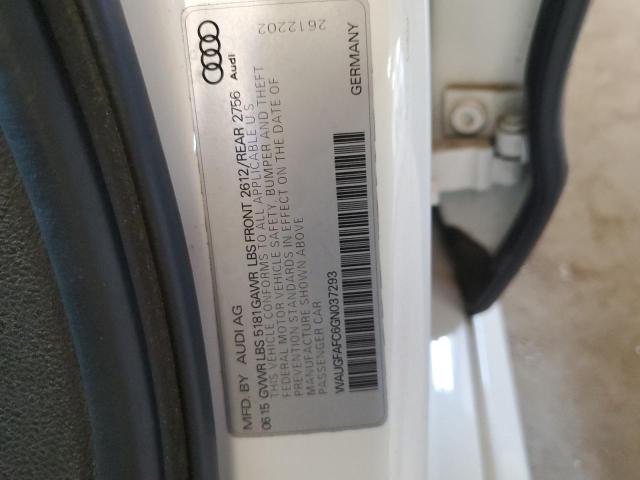 MFD. BY AUDI AG
06 15 GVWR LBS 5181 GAWR LBS FRONT 2612/REAR 2756
THIS VEHICLE CONFORMS TO ALL APPLICABLE U.S.
FEDERAL MOTOR VEHICLE SAFETY, BUMPER AND THEFT
PREVENTION STANDARDS IN EFFECT ON THE DATE OF
MANUFACTURE SHOWN ABOVE
PASSENGER CAR
WAUGFAFC6GN037293
Audi
2612202
GERMANY